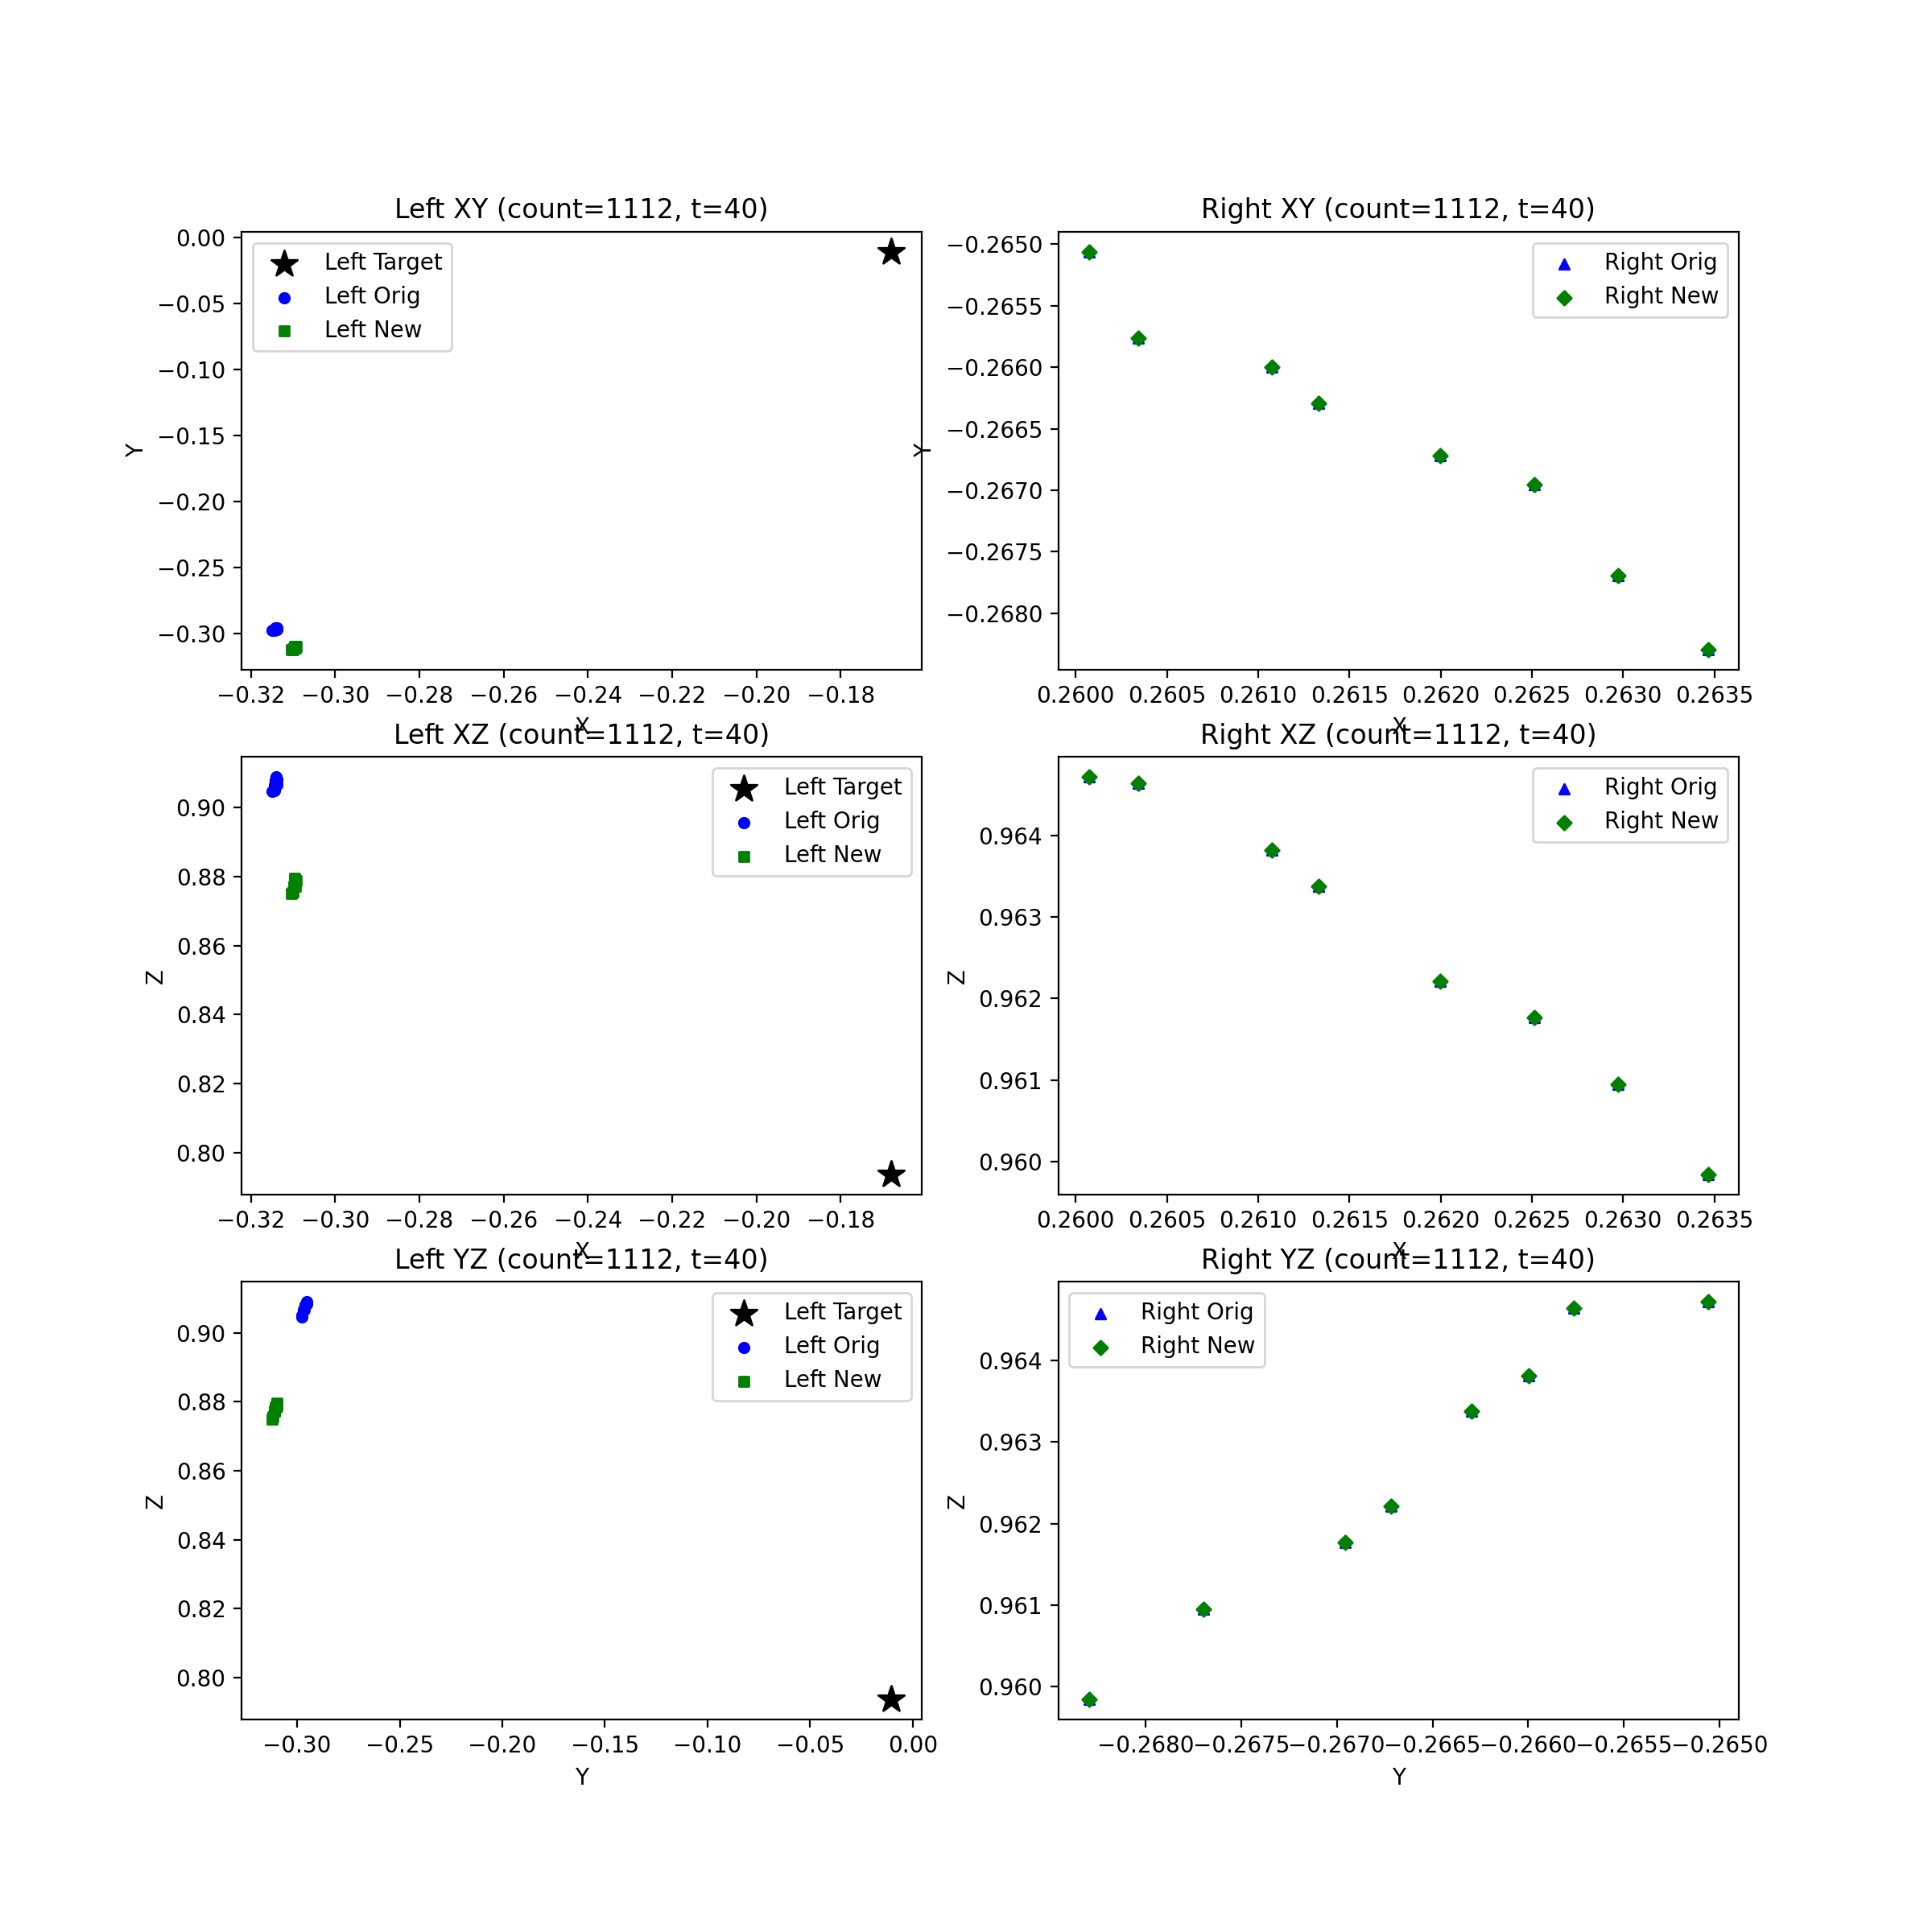 Left XY (count=1112, t=40)
0.00
−0.05
−0.10
−0.15
−0.20
−0.25
−0.30
Y
Left Target
Left Orig
Left New
−0.32 −0.30 −0.28 −0.26 −0.24 −0.22 −0.20 −0.18
X
Right XY (count=1112, t=40)
−0.2650
−0.2655
−0.2660
−0.2665
−0.2670
−0.2675
−0.2680
Y
Right Orig
Right New
0.2600 0.2605 0.2610 0.2615 0.2620 0.2625 0.2630 0.2635
X
Left XZ (count=1112, t=40)
0.90
0.88
0.86
0.84
0.82
0.80
Z
Left Target
Left Orig
Left New
−0.32 −0.30 −0.28 −0.26 −0.24 −0.22 −0.20 −0.18
X
Right XZ (count=1112, t=40)
0.964
0.963
0.962
0.961
0.960
Z
Right Orig
Right New
0.2600 0.2605 0.2610 0.2615 0.2620 0.2625 0.2630 0.2635
X
Left YZ (count=1112, t=40)
0.90
0.88
0.86
0.84
0.82
0.80
Z
Left Target
Left Orig
Left New
−0.30 −0.25 −0.20 −0.15 −0.10 −0.05 0.00
Y
Right YZ (count=1112, t=40)
0.964
0.963
0.962
0.961
0.960
Z
Right Orig
Right New
−0.2680 −0.2675 −0.2670 −0.2665 −0.2660 −0.2655 −0.2650
Y